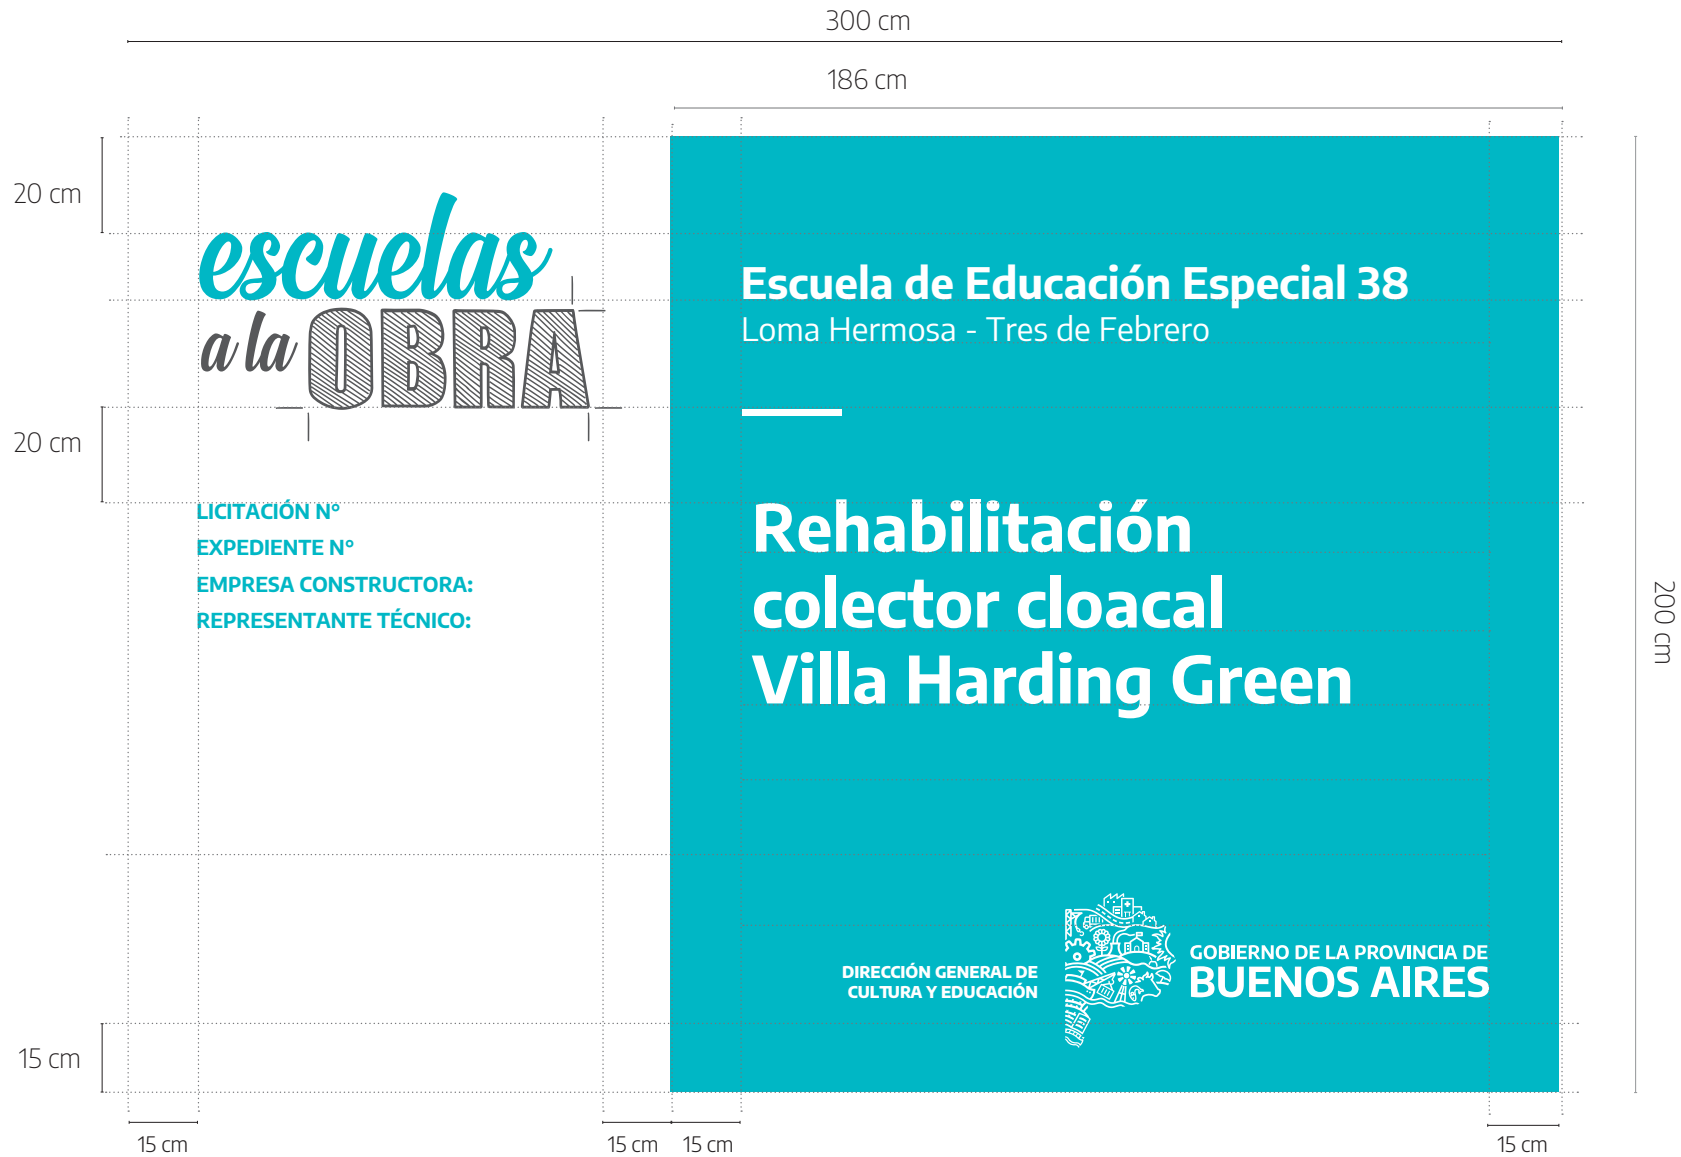 300 cm
186 cm
20 cm
escuelas
a la OBRA
20 cm
LICITACIÓN N°
EXPEDIENTE N°
EMPRESA CONSTRUCTORA:
REPRESENTANTE TÉCNICO:
Escuela de Educación Especial 38
Loma Hermosa - Tres de Febrero
Rehabilitación
colector cloacal
Villa Harding Green
200 cm
DIRECCIÓN GENERAL DE
CULTURA Y EDUCACIÓN
GOBIERNO DE LA PROVINCIA DE
BUENOS AIRES
15 cm
15 cm
15 cm
15 cm
15 cm